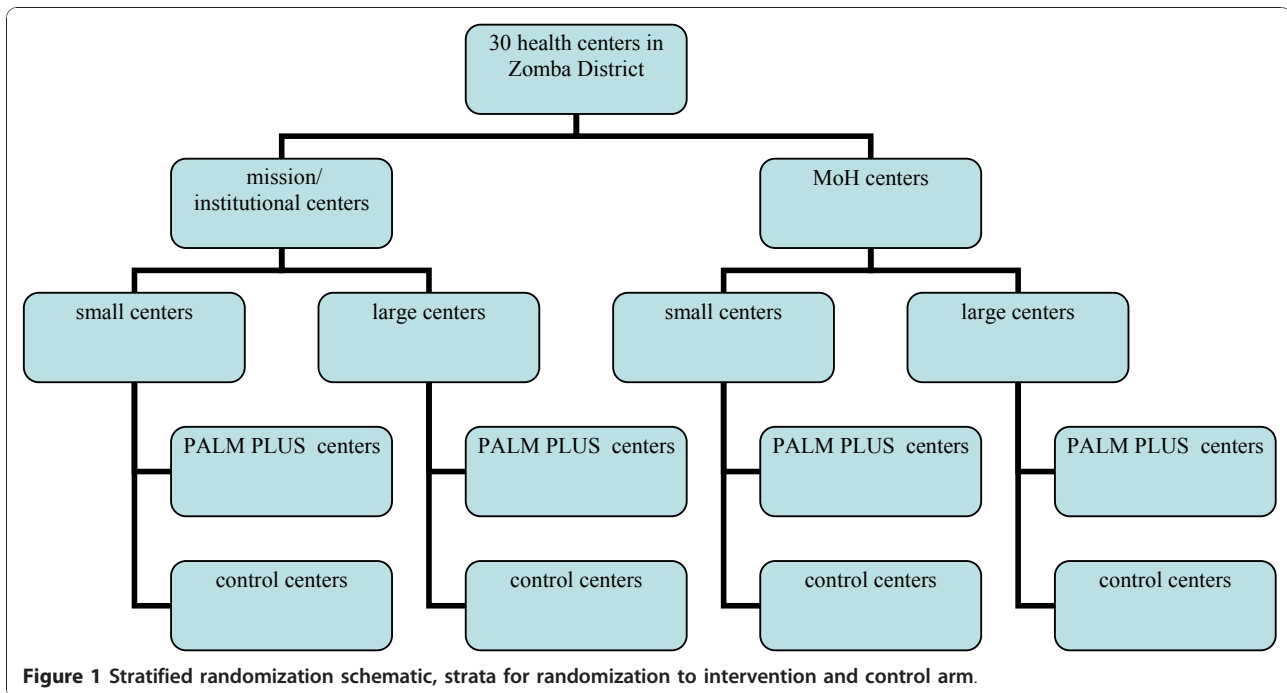 30 health centers in
Zomba District
mission/
institutional centers
MoH centers
small centers
large centers
small centers
large centers
PALM PLUS centers
PALM PLUS centers
PALM PLUS centers
PALM PLUS centers
control centers
control centers
control centers
control centers
Figure 1 Stratified randomization schematic, strata for randomization to intervention and control arm.